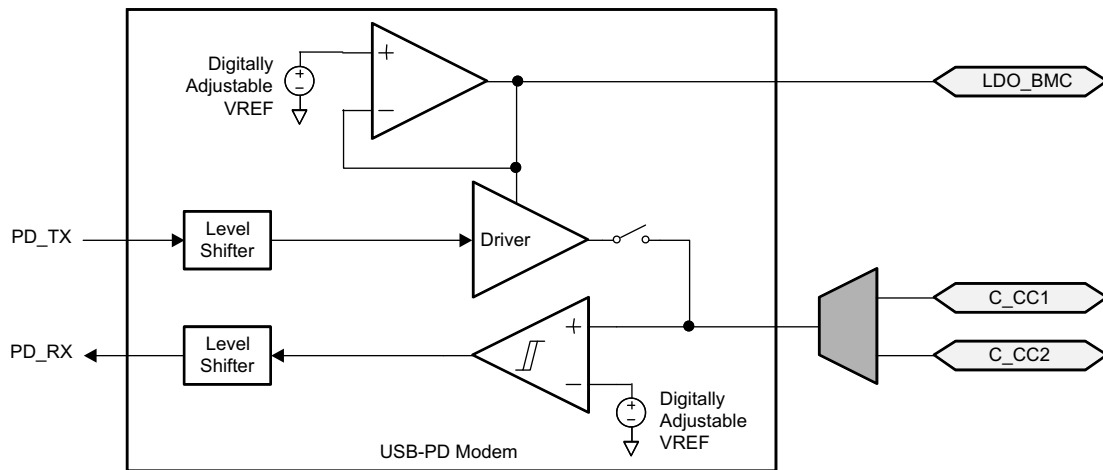 Digitally
Adjustable
VREF
+
−
+
−
LDO_BMC
PD_TX
Level
Shifter
Driver
C_CC1
PD_RX
Level
Shifter
+
−
C_CC2
+
−
Digitally
Adjustable
VREF
USB-PD Modem